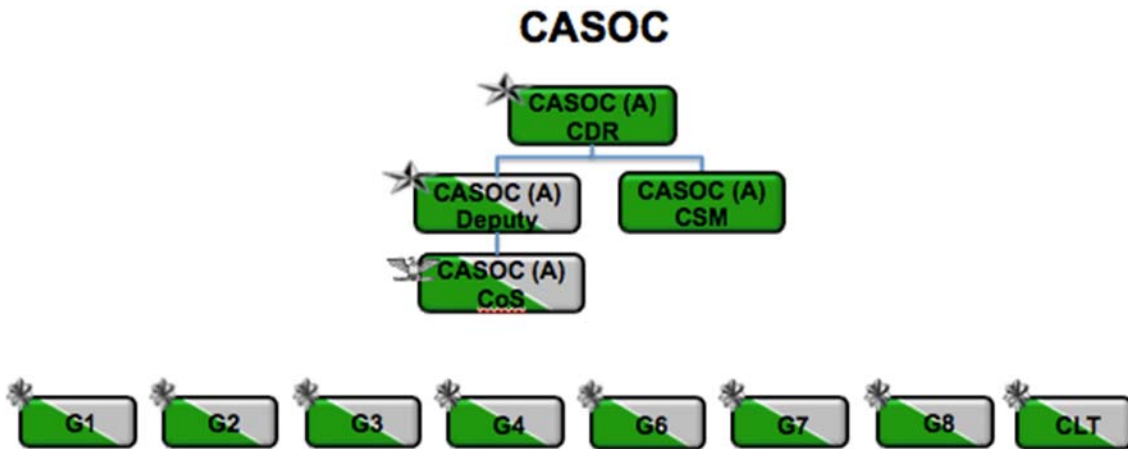 CASOC
CASOC (A)
CDR
CASOC (A)
Deputy
CASOC (A)
CSM
CASOC (A)
CoS
G1
G2
G3
G4
G6
G7
G8
CLT